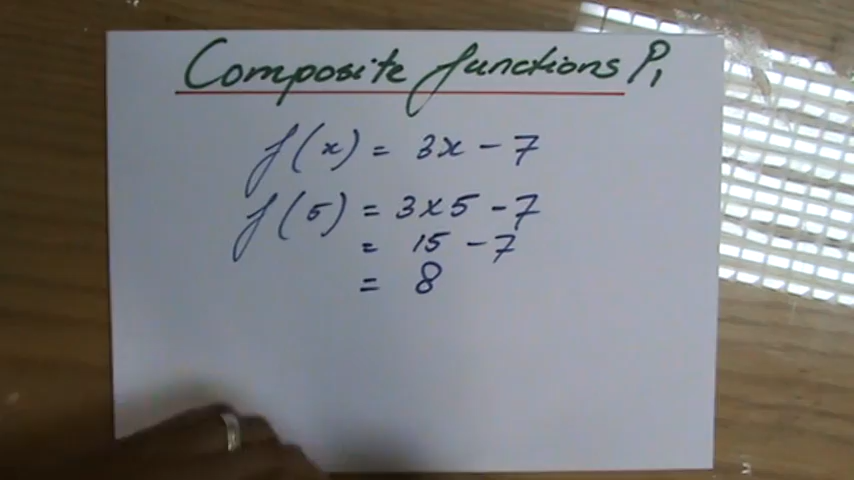 Composite functions P1
f(x) = 3x - 7
f(5) = 3x5 - 7
= 15 - 7
= 8